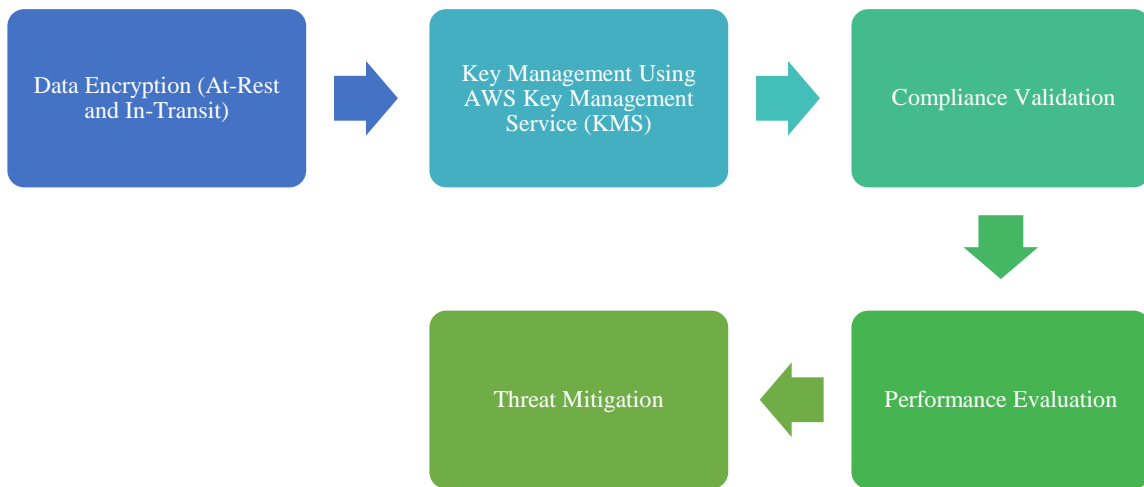 Data Encryption (At-Rest
and In-Transit)
Key Management Using
AWS Key Management
Service (KMS)
Compliance Validation
Performance Evaluation
Threat Mitigation